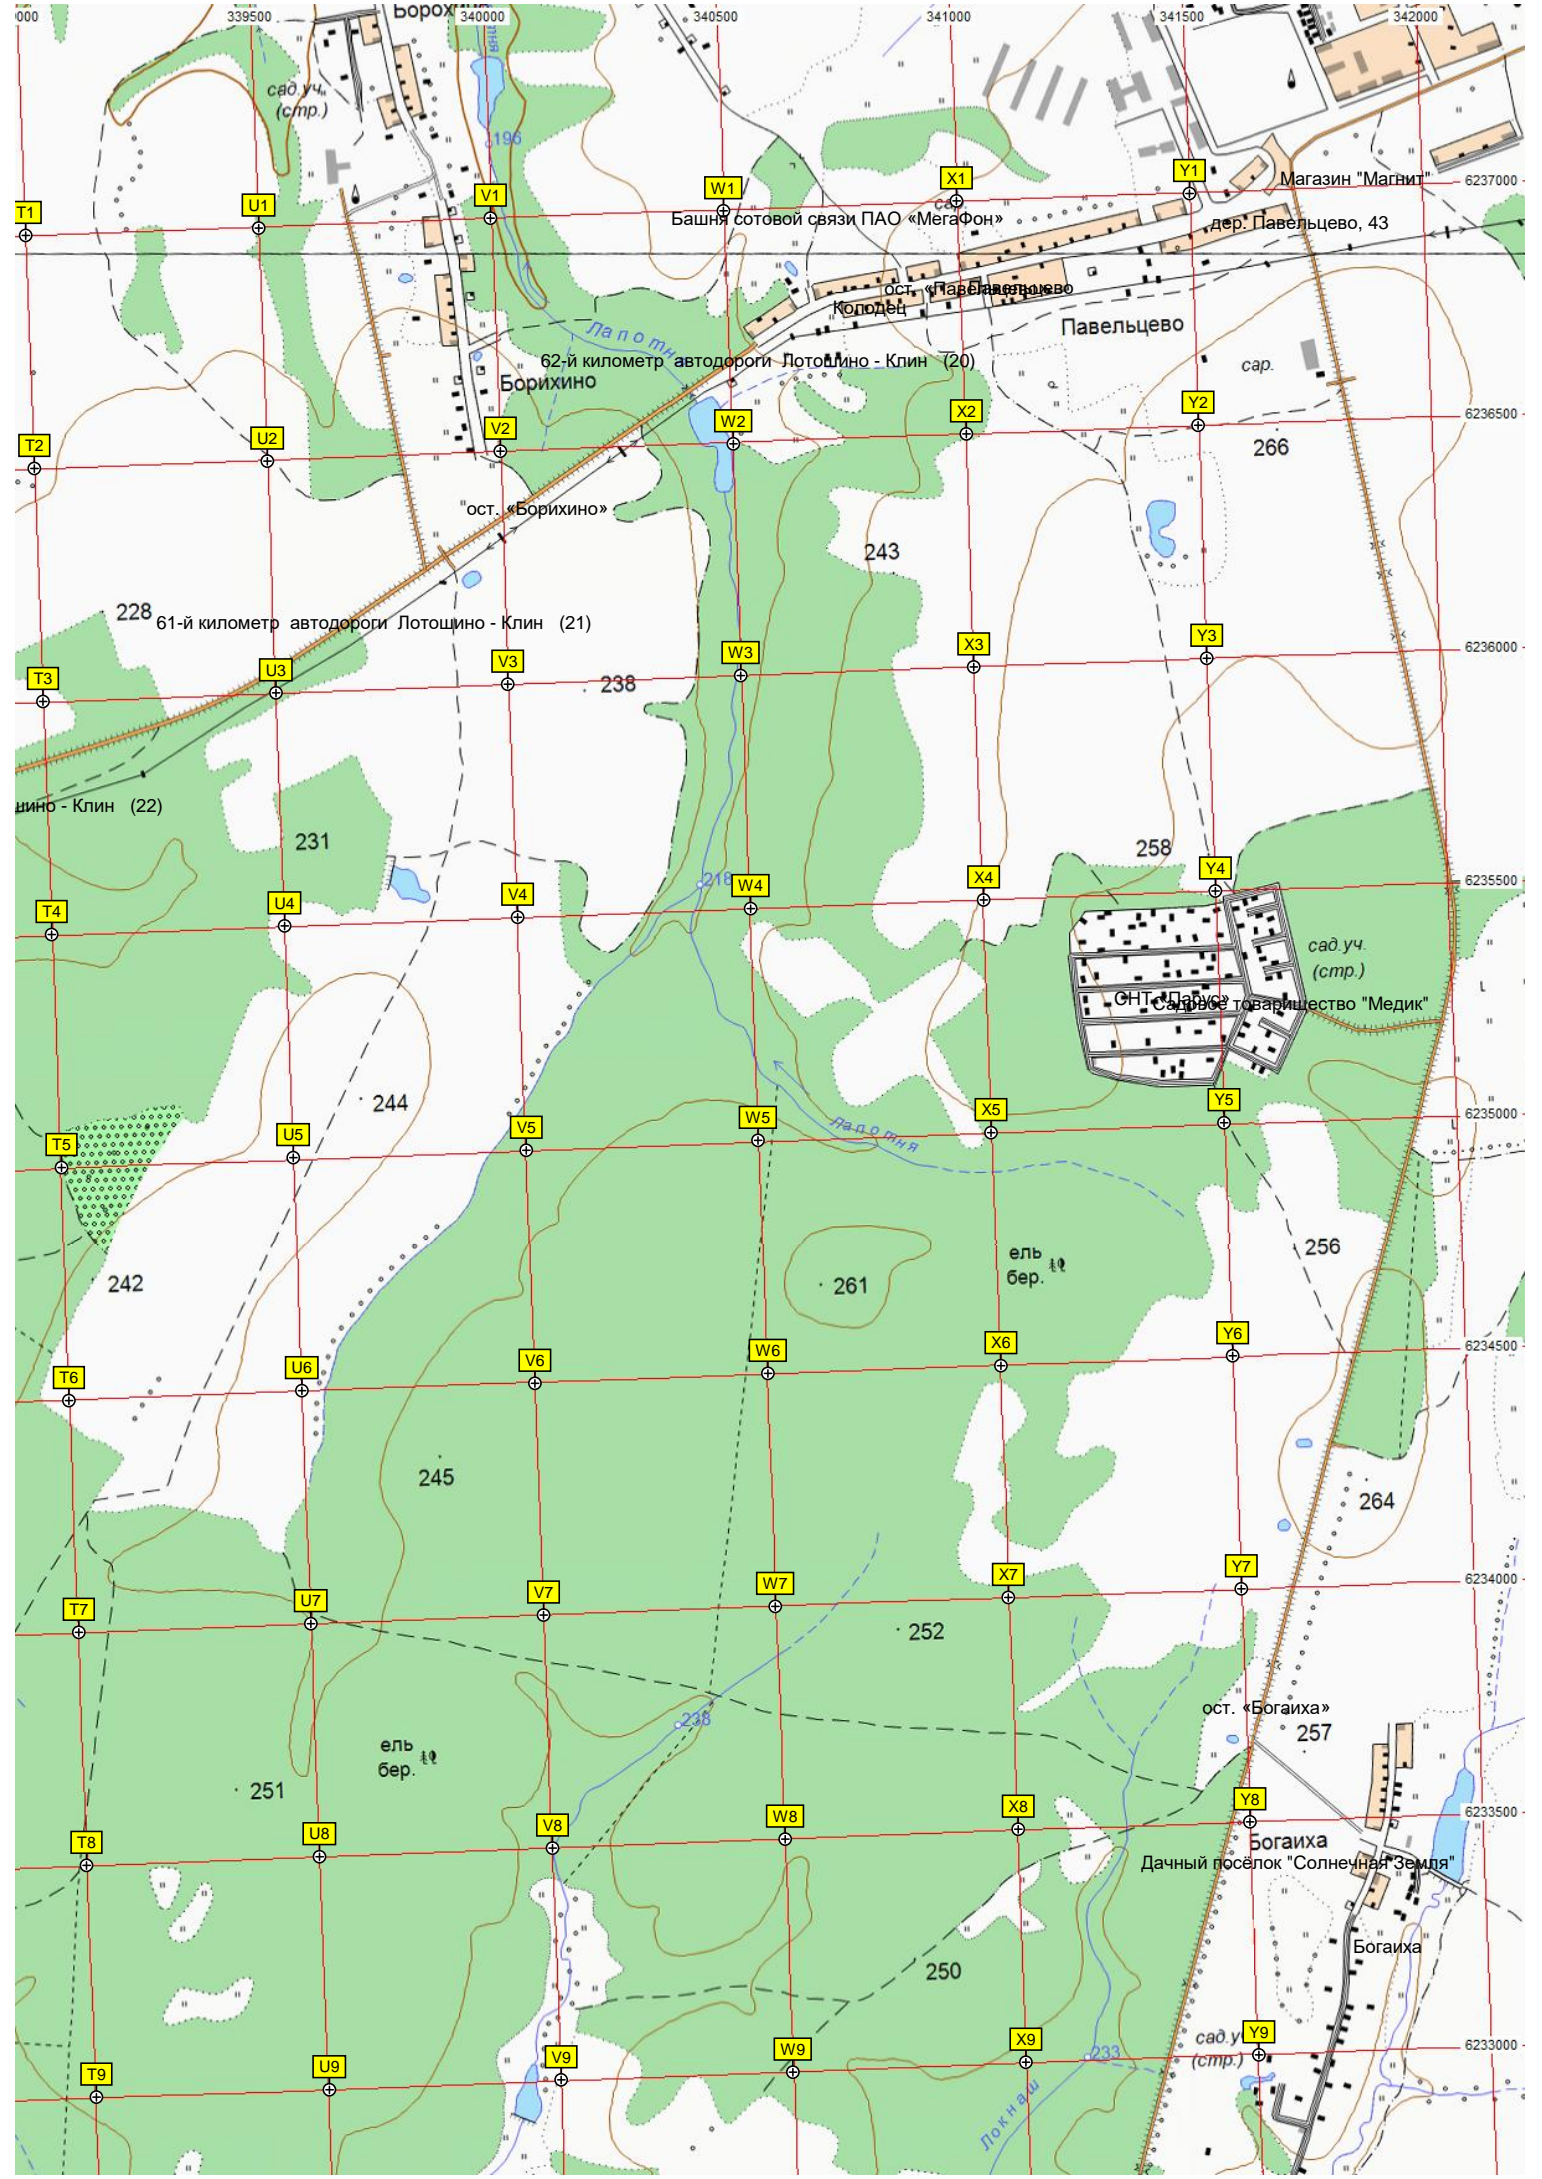 0000 339500 340000 340500 341000 341500 342000
сад.уч.
(стр.)
196
Магазин "Магнит"
6237000
T1 U1 V1 W1 X1 Y1
Башня сотовой связи ПАО «МегаФон»
дер. Павельцево, 43
ост.
Павельцево
Колодец
Павельцево
62-й километр автодороги Лотошино - Клин (20)
сар.
Борихино
6236500
T2 U2 V2 W2 X2 Y2
266
ост. «Борихино»
243
228
61-й километр автодороги Лотошино - Клин (21)
6236000
T3 U3 V3 W3 X3 Y3
238
шино - Клин (22)
231
258
218
6235500
T4 U4 V4 W4 X4 Y4
сад.уч.
(стр.)
СНТ «Парус»
Садовое товарищество "Медик"
244
6235000
T5 U5 V5 W5 X5 Y5
Лапотня
256
ель
бер.
242
261
6234500
T6 U6 V6 W6 X6 Y6
245
264
6234000
T7 U7 V7 W7 X7 Y7
252
238
ост. «Богаиха»
257
ель
бер.
251
6233500
T8 U8 V8 W8 X8 Y8
Богаиха
Дачный посёлок "Солнечная Земля"
Богаиха
250
6233000
T9 U9 V9 W9 X9 Y9
233
(стр.)
Локнаш